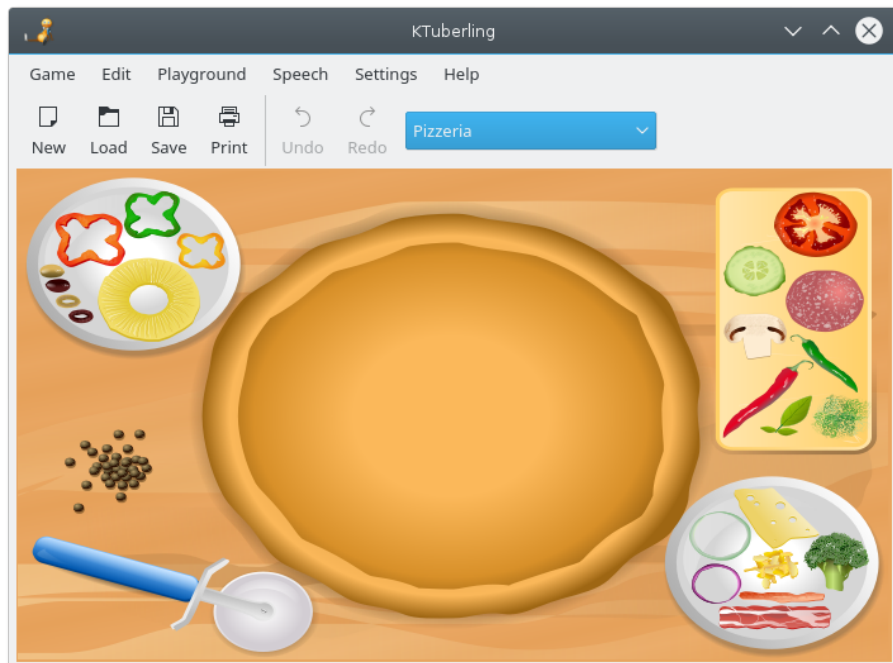 KTuberling
Game Edit Playground Speech Settings Help
New Load Save Print Undo Redo Pizzeria